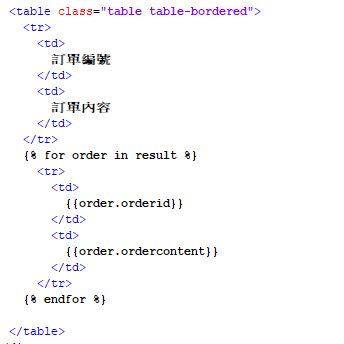 <table class="table table-bordered">
  <tr>
    <td>
      訂單編號
    </td>
    <td>
      訂單內容
    </td>
  </tr>
  {% for order in result %}
    <tr>
      <td>
        {{order.orderid}}
      </td>
      <td>
        {{order.ordercontent}}
      </td>
    </tr>
  {% endfor %}

</table>